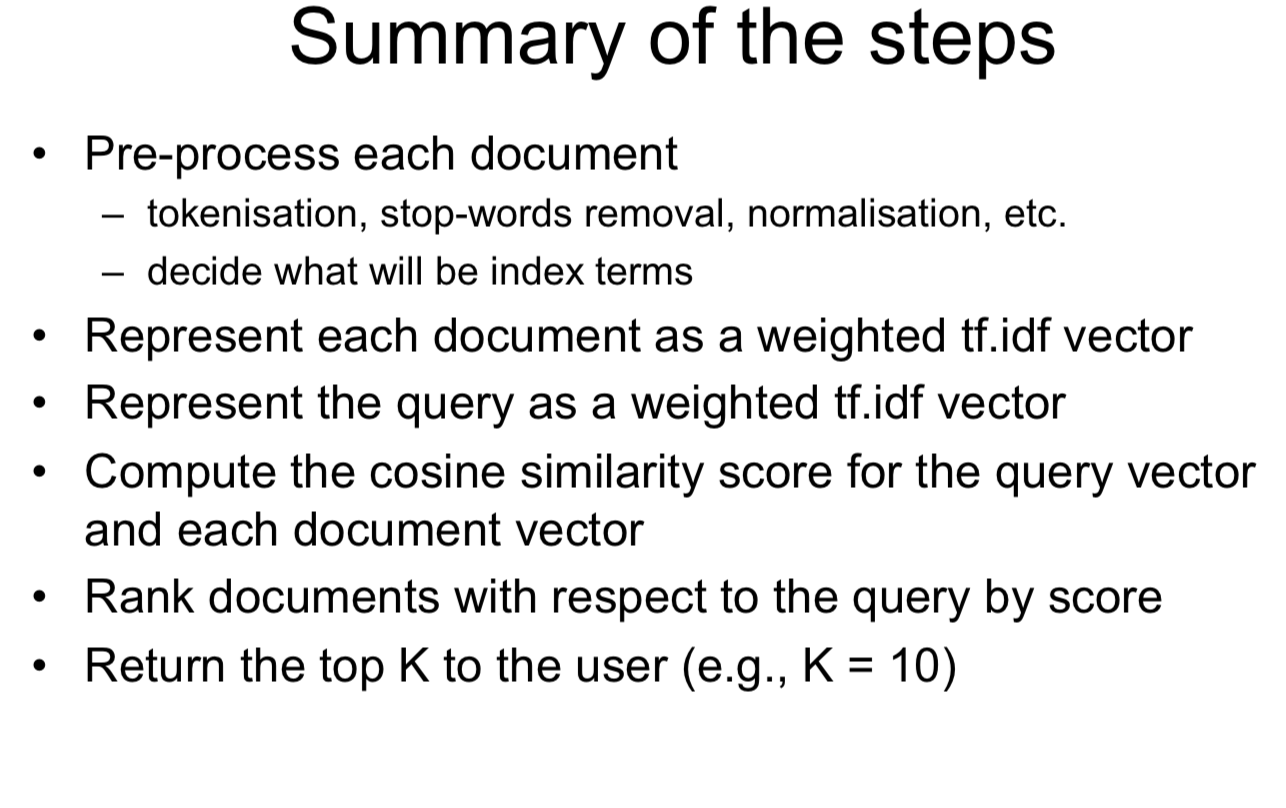 Summary of the steps
• Pre-process each document
– tokenisation, stop-words removal, normalisation, etc.
– decide what will be index terms
• Represent each document as a weighted tf.idf vector
• Represent the query as a weighted tf.idf vector
• Compute the cosine similarity score for the query vector
and each document vector
• Rank documents with respect to the query by score
• Return the top K to the user (e.g., K = 10)